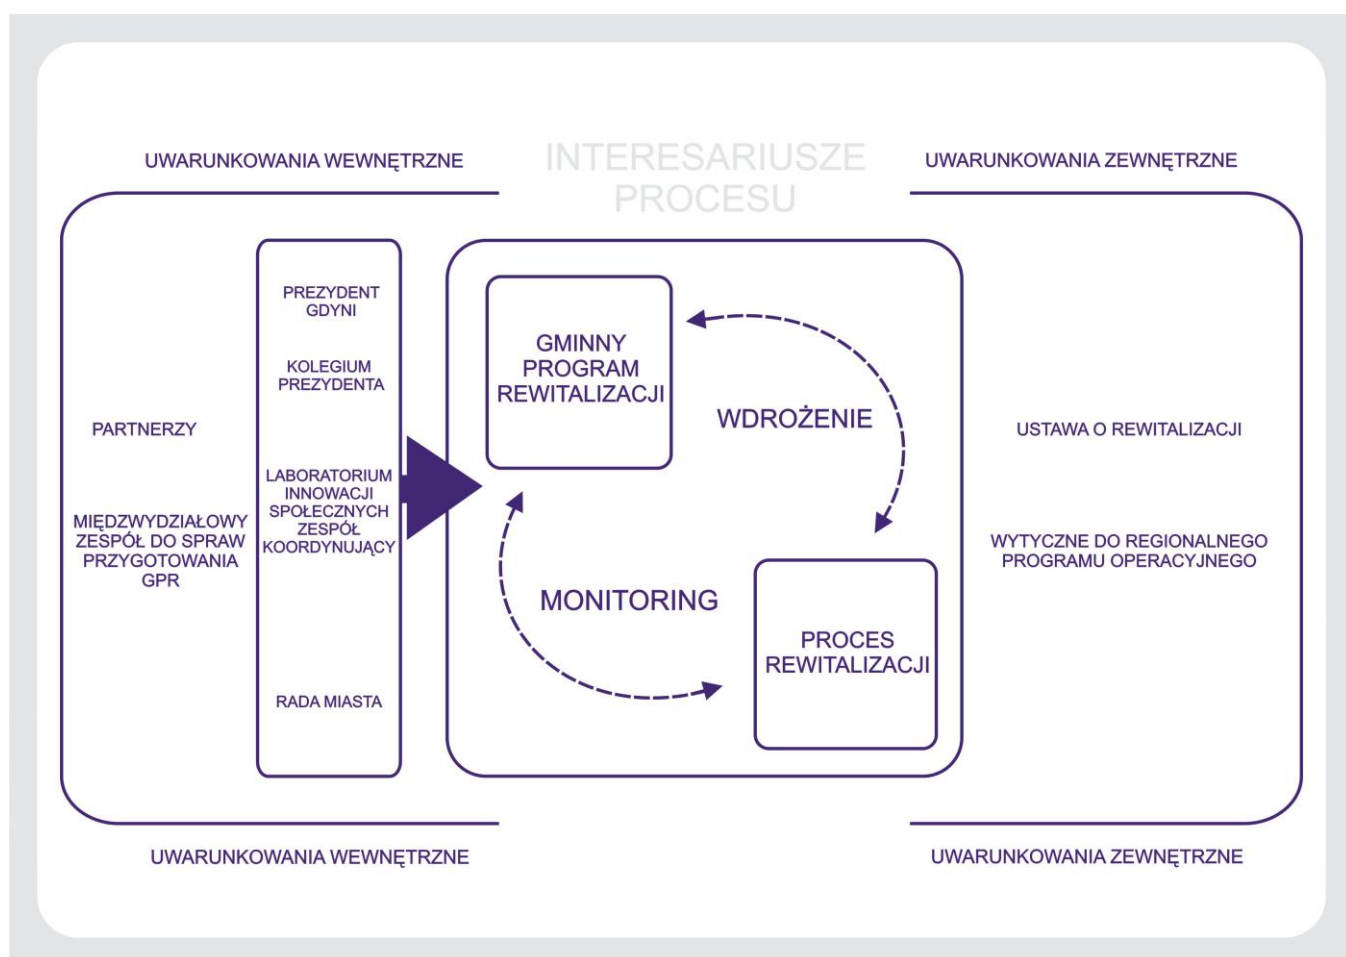 INTERESARIUSZE
PROCESU
UWARUNKOWANIA WEWNĘTRZNE
UWARUNKOWANIA ZEWNĘTRZNE
PARTNERZY
MIĘDZWYDZIAŁOWY
ZESPÓŁ DO SPRAW
PRZYGOTOWANIA
GPR
PREZYDENT
GDYNI
KOLEGIUM
PREZYDENTA
LABORATORIUM
INNOWACJI
SPOŁECZNYCH
ZESPÓŁ
KOORDYNUJĄCY
RADA MIASTA
GMINNY
PROGRAM
REWITALIZACJI
WDROŻENIE
MONITORING
PROCES
REWITALIZACJI
USTAWA O REWITALIZACJI
WYTYCZNE DO REGIONALNEGO
PROGRAMU OPERACYJNEGO
UWARUNKOWANIA WEWNĘTRZNE
UWARUNKOWANIA ZEWNĘTRZNE